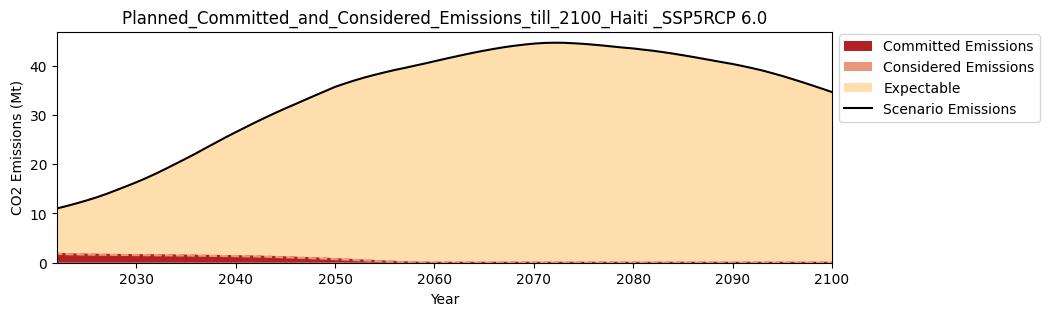 Planned_Committed_and_Considered_Emissions_till_2100_Haiti _SSP5RCP 6.0
Committed Emissions
Considered Emissions
Expectable
Scenario Emissions
CO2 Emissions (Mt)
40
30
20
10
0
2030 2040 2050 2060 2070 2080 2090 2100
Year